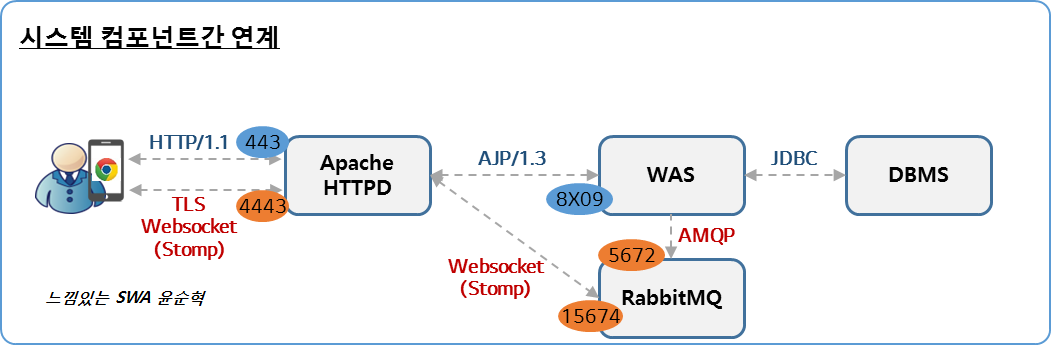 시스템 컴포넌트간 연계
HTTP/1.1
443
Apache
HTTPD
AJP/1.3
WAS
JDBC
DBMS
8X09
TLS
Websocket
(Stomp)
4443
AMQP
5672
Websocket
(Stomp)
RabbitMQ
15674
느낌있는 SWA 윤순혁